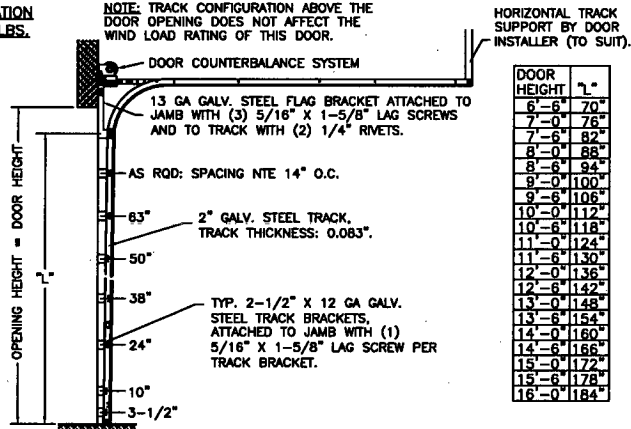 ATION
LBS.
NOTE: TRACK CONFIGURATION ABOVE THE
DOOR OPENING DOES NOT AFFECT THE
WIND LOAD RATING OF THIS DOOR.
HORIZONTAL TRACK
SUPPORT BY DOOR
INSTALLER (TO SUIT).
DOOR COUNTERBALANCE SYSTEM
13 GA GALV. STEEL FLAG BRACKET ATTACHED TO
JAMB WITH (3) 5/16" X 1-5/8" LAG SCREWS
AND TO TRACK WITH (2) 1/4" RIVETS.
AS RQD: SPACING NTE 14" O.C.
63"
2" GALV. STEEL TRACK,
TRACK THICKNESS: 0.083".
50"
38"
TYP. 2-1/2" X 12 GA GALV.
STEEL TRACK BRACKETS,
ATTACHED TO JAMB WITH (1)
5/16" X 1-5/8" LAG SCREW PER
TRACK BRACKET.
24"
10"
3-1/2"
OPENING HEIGHT = DOOR HEIGHT
"L"
DOOR HEIGHT "L"
6'-6" 70"
7'-0" 76"
7'-6" 82"
8'-0" 88"
8'-6" 94"
9'-0" 100"
9'-6" 106"
10'-0" 112"
10'-6" 118"
11'-0" 124"
11'-6" 130"
12'-0" 136"
12'-6" 142"
13'-0" 148"
13'-6" 154"
14'-0" 160"
14'-6" 166"
15'-0" 172"
15'-6" 178"
16'-0" 184"